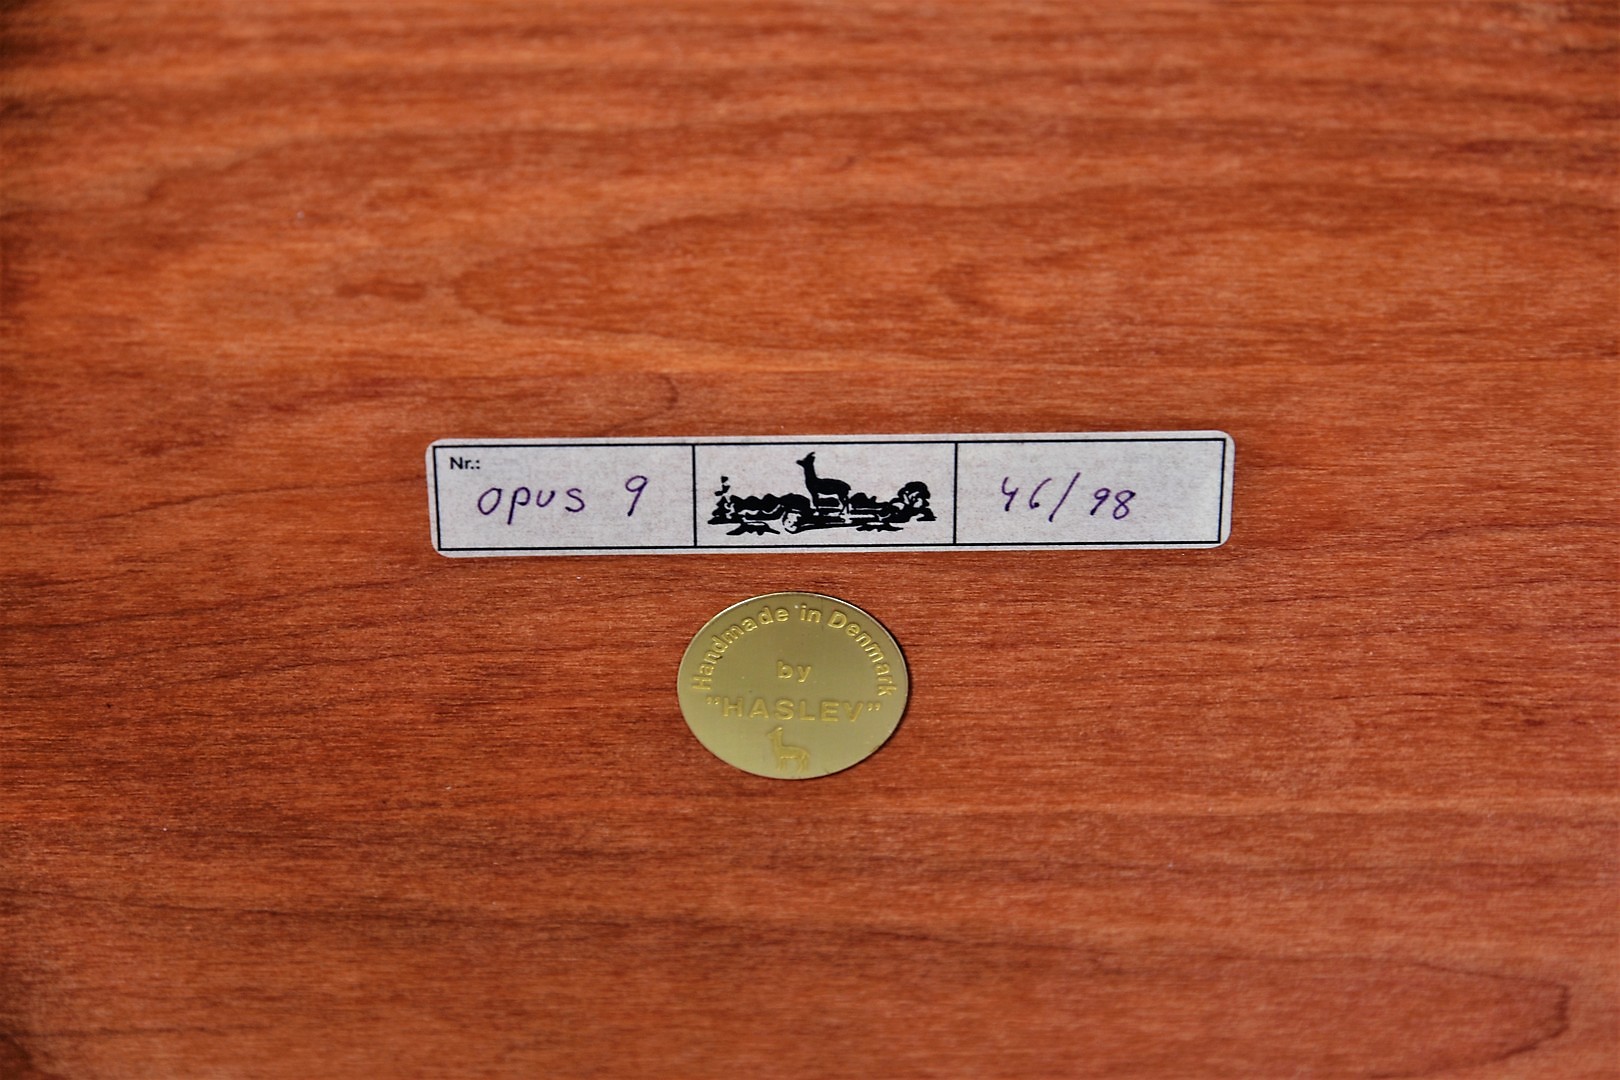 Nr.:
opus 9
46/98
Handmade in Denmark
by
"HASLEV"